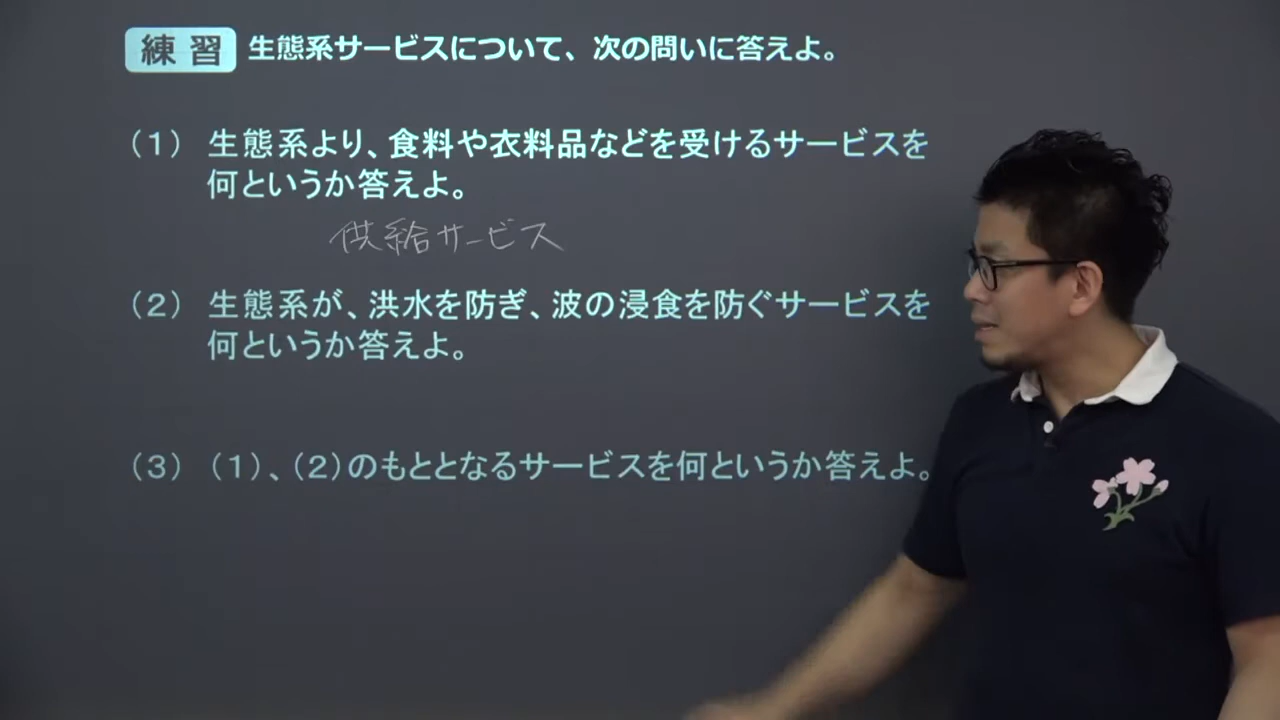 練習 生態系サービスについて、次の問いに答えよ。
（1） 生態系より、食料や衣料品などを受けるサービスを
何というか答えよ。
供給サービス
（2） 生態系が、洪水を防ぎ、波の浸食を防ぐサービスを
何というか答えよ。
（3） （1）、（2）のもととなるサービスを何というか答えよ。